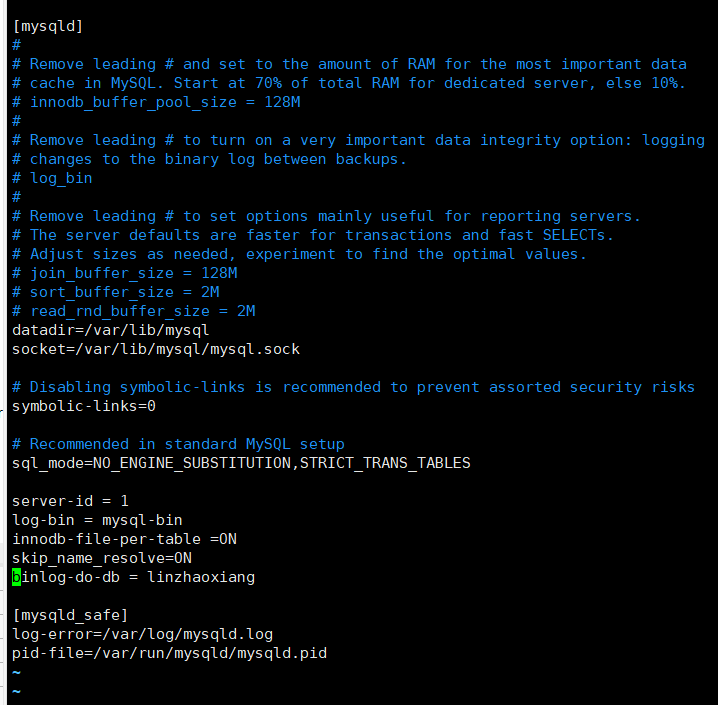 [mysqld]
#
# Remove leading # and set to the amount of RAM for the most important data
# cache in MySQL. Start at 70% of total RAM for dedicated server, else 10%.
# innodb_buffer_pool_size = 128M
#
# Remove leading # to turn on a very important data integrity option: logging
# changes to the binary log between backups.
# log_bin
#
# Remove leading # to set options mainly useful for reporting servers.
# The server defaults are faster for transactions and fast SELECTs.
# Adjust sizes as needed, experiment to find the optimal values.
# join_buffer_size = 128M
# sort_buffer_size = 2M
# read_rnd_buffer_size = 2M
datadir=/var/lib/mysql
socket=/var/lib/mysql/mysql.sock
# Disabling symbolic-links is recommended to prevent assorted security risks
symbolic-links=0
# Recommended in standard MySQL setup
sql_mode=NO_ENGINE_SUBSTITUTION,STRICT_TRANS_TABLES
server-id = 1
log-bin = mysql-bin
innodb-file-per-table =ON
skip_name_resolve=ON
binlog-do-db = linzhaoxiang
[mysqld_safe]
log-error=/var/log/mysqld.log
pid-file=/var/run/mysqld/mysqld.pid
~
~